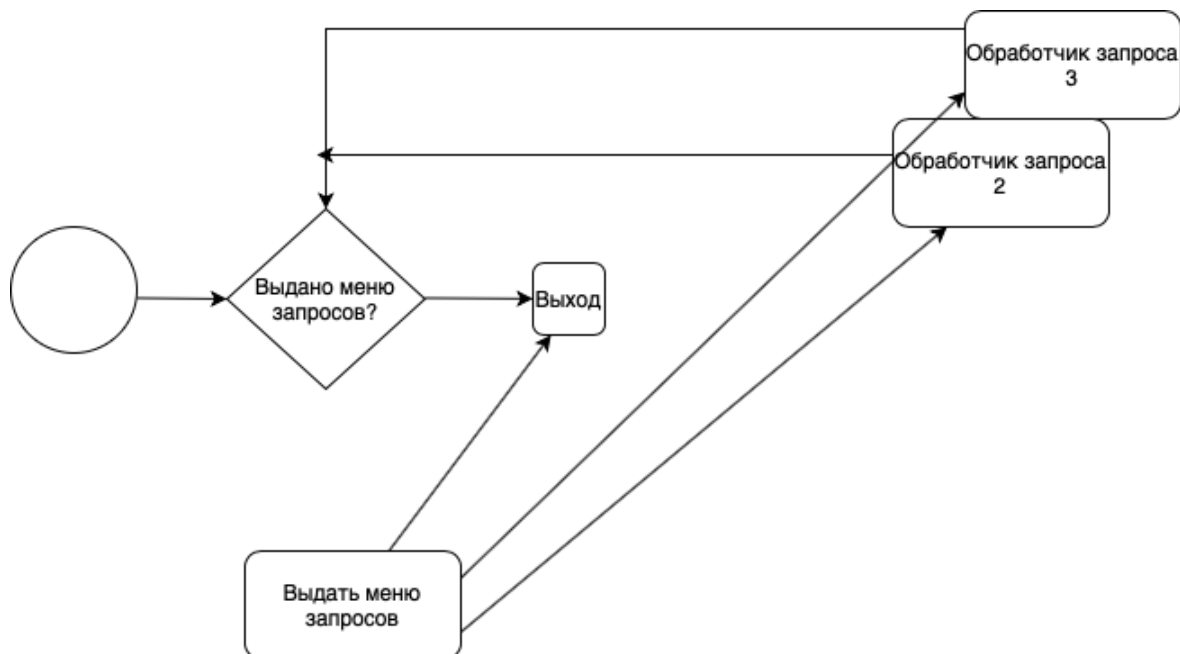 Обработчик запроса
3
Обработчик запроса
2
Выдано меню
запросов?
Выход
Выдать меню
запросов